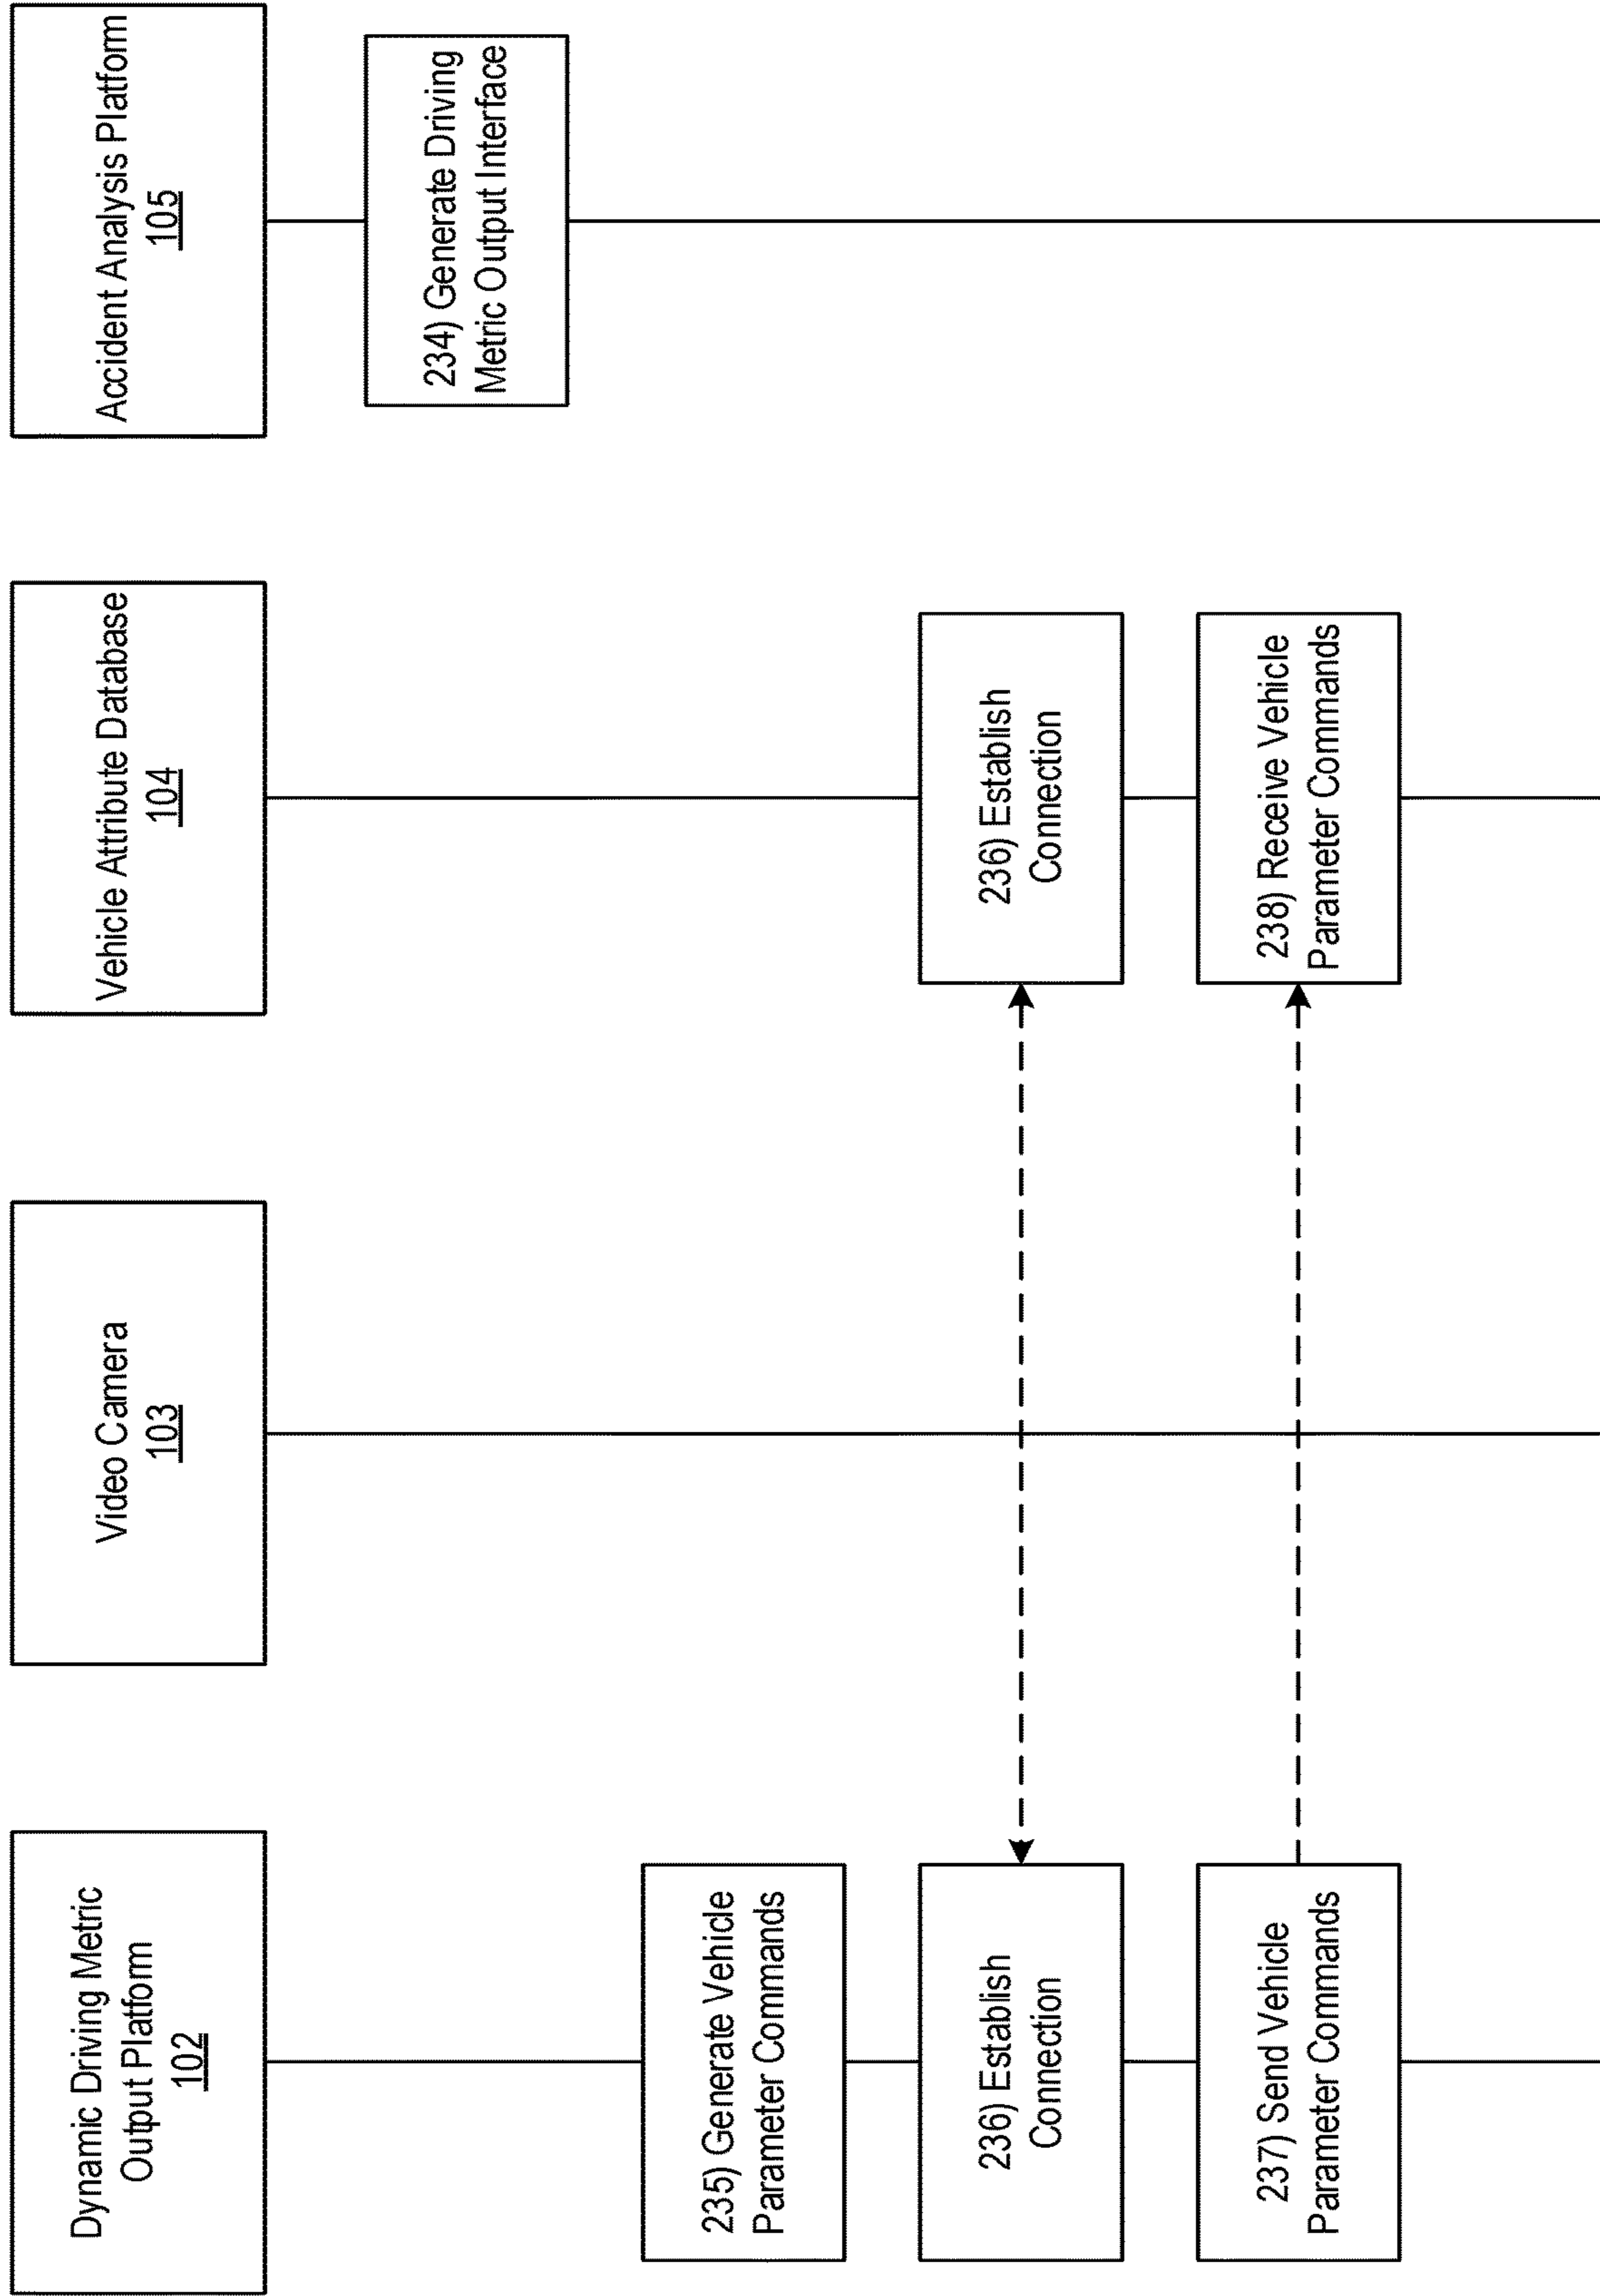 Dynamic Driving Metric
Output Platform
102
Video Camera
103
Vehicle Attribute Database
104
Accident Analysis Platform
105
234) Generate Driving
Metric Output Interface
235) Generate Vehicle
Parameter Commands
236) Establish
Connection
236) Establish
Connection
237) Send Vehicle
Parameter Commands
238) Receive Vehicle
Parameter Commands